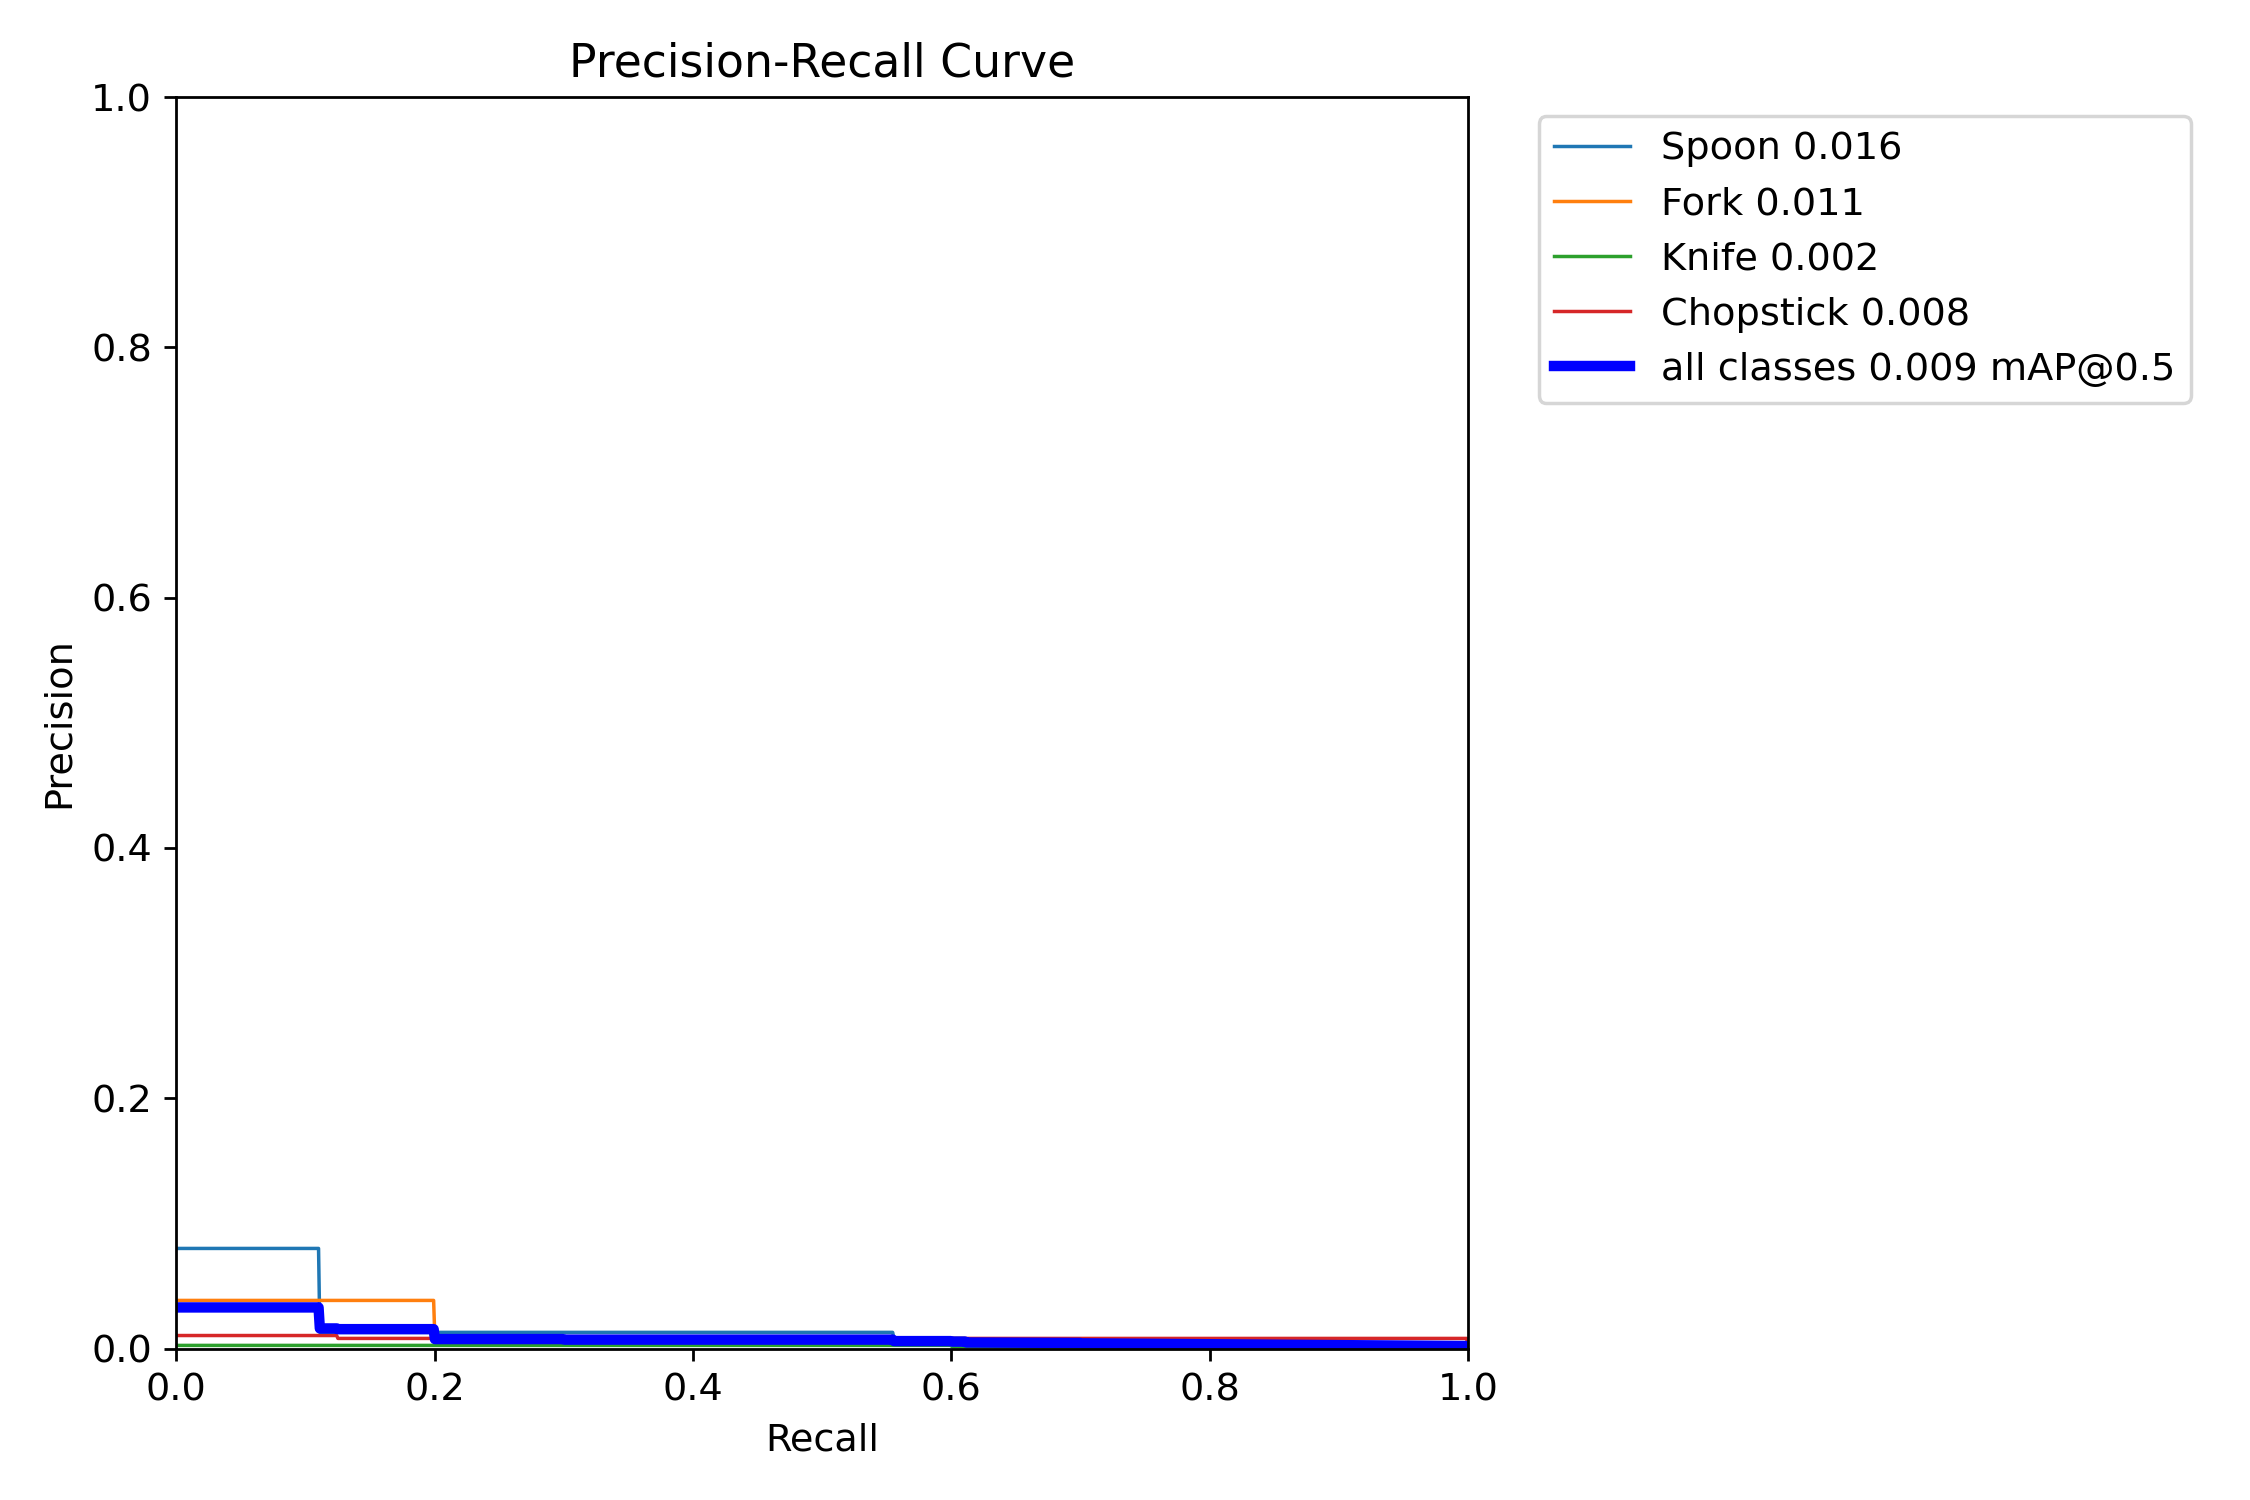 Precision-Recall Curve
1.0
0.8
0.6
0.4
0.2
0.0
Precision
0.0 0.2 0.4 0.6 0.8 1.0
Recall
Spoon 0.016
Fork 0.011
Knife 0.002
Chopstick 0.008
all classes 0.009 mAP@0.5